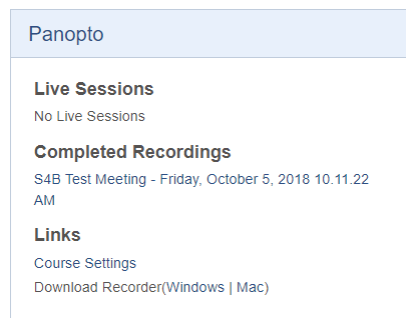 Panopto
Live Sessions
No Live Sessions
Completed Recordings
S4B Test Meeting - Friday, October 5, 2018 10.11.22
AM
Links
Course Settings
Download Recorder(Windows | Mac)